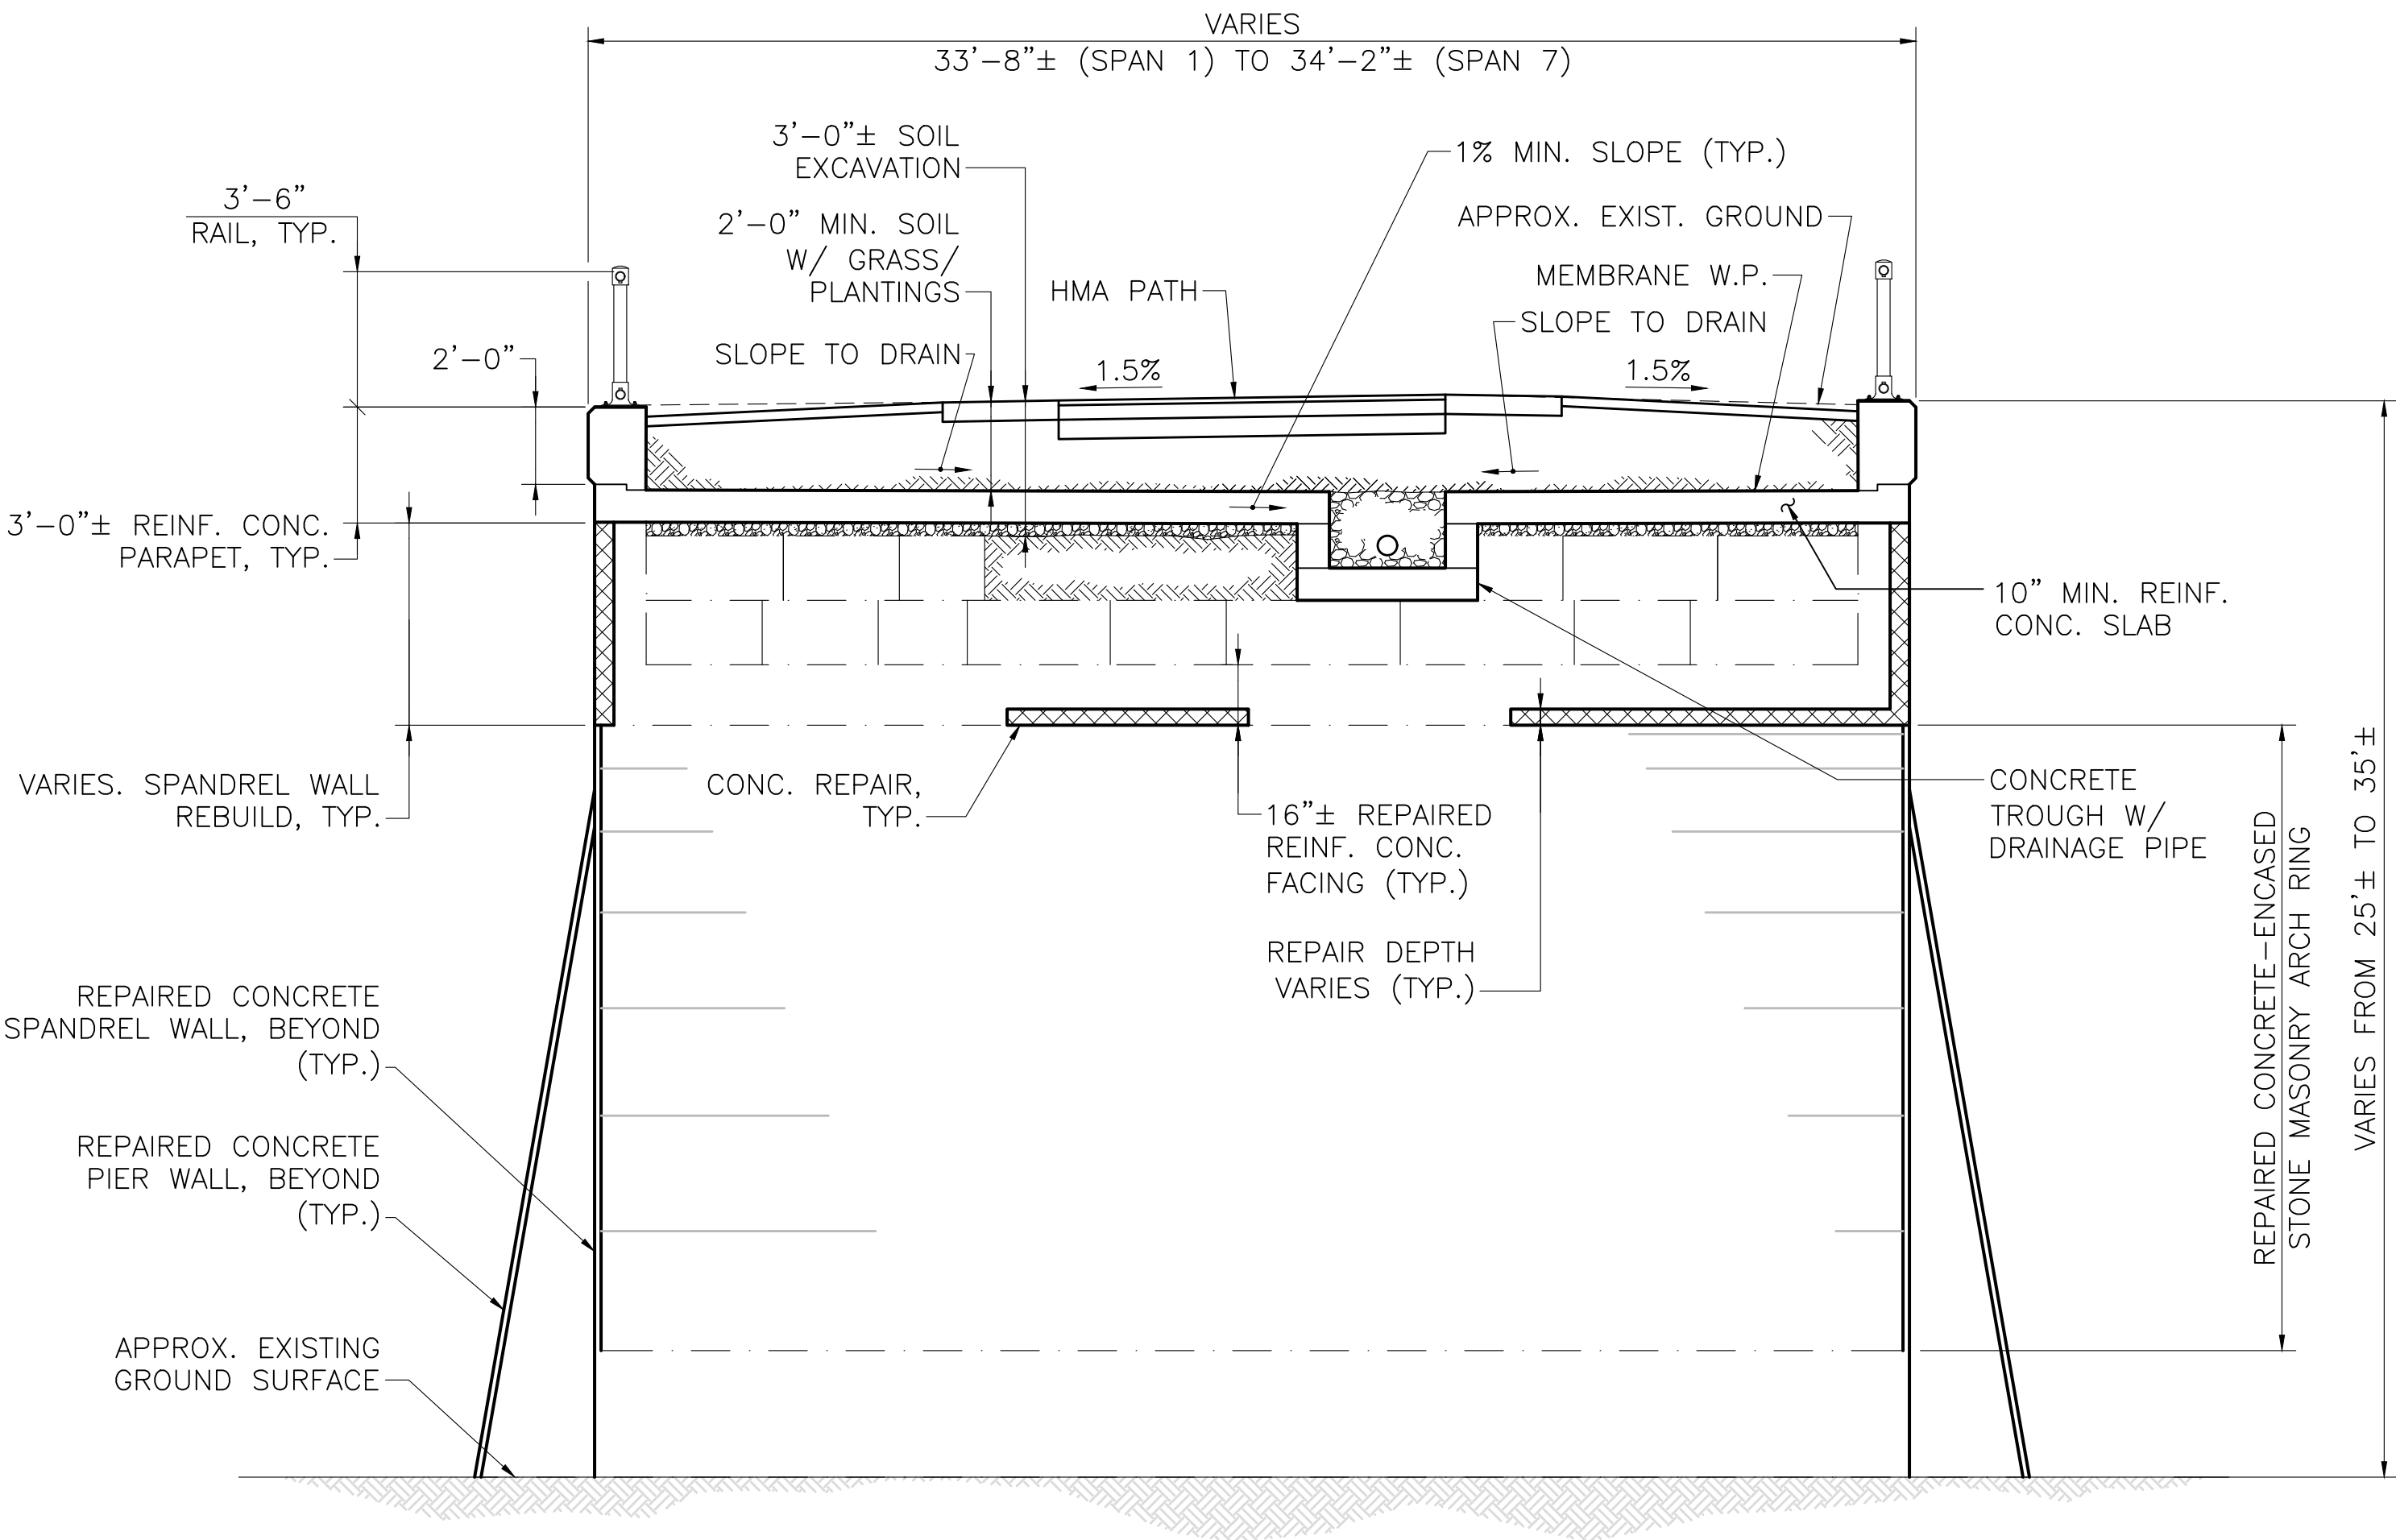 VARIES
33'-8"± (SPAN 1) TO 34'-2"± (SPAN 7)
3'-0"± SOIL
EXCAVATION
1% MIN. SLOPE (TYP.)
3'-6"
RAIL, TYP.
2'-0" MIN. SOIL
W/ GRASS/
PLANTINGS
APPROX. EXIST. GROUND
HMA PATH
MEMBRANE W.P.
SLOPE TO DRAIN
2'-0"
SLOPE TO DRAIN
1.5%
1.5%
3'-0"± REINF. CONC.
PARAPET, TYP.
10" MIN. REINF.
CONC. SLAB
VARIES. SPANDREL WALL
REBUILD, TYP.
CONC. REPAIR,
TYP.
16"± REPAIRED
REINF. CONC.
FACING (TYP.)
CONCRETE
TROUGH W/
DRAINAGE PIPE
REPAIR DEPTH
VARIES (TYP.)
REPAIRED CONCRETE-ENCASED
STONE MASONRY ARCH RING
VARIES FROM 25'± TO 35'±
REPAIRED CONCRETE
SPANDREL WALL, BEYOND
(TYP.)
REPAIRED CONCRETE
PIER WALL, BEYOND
(TYP.)
APPROX. EXISTING
GROUND SURFACE